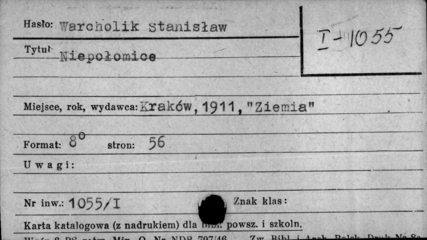 Hasło: Warcholik Stanisław
I-1055
Tytuł Niepołomice
Miejsce, rok, wydawca: Kraków, 1911, "Ziemia"
Format: 8° stron: 56
Uwagi:
Nr inw.: 1055/I Znak klas:
Karta katalogowa (z nadrukiem) dla powsz. i szkoln.